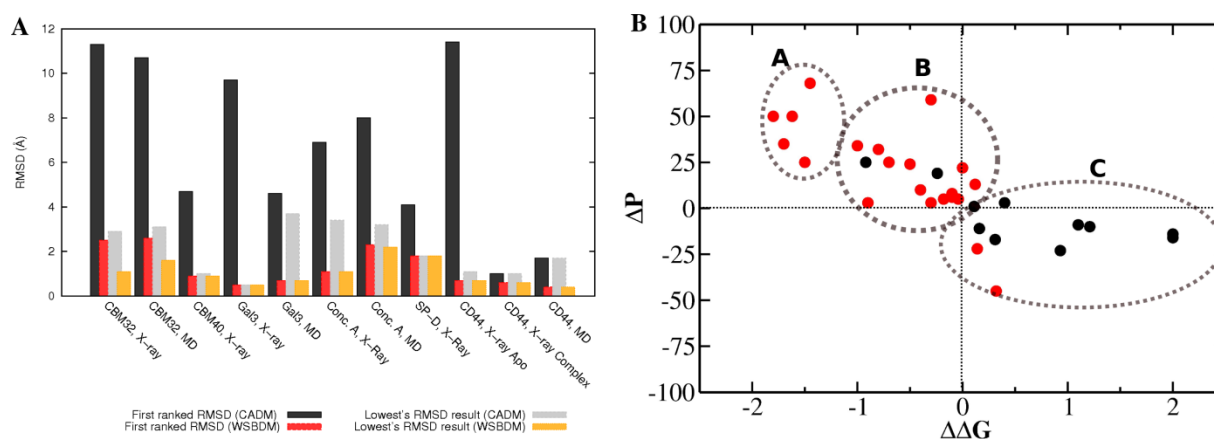 A
RMSD (Å)
12
10
8
6
4
2
0
CBM32, X-ray
CBM32, MD
CBM40, X-ray
Gal3, X-ray
Gal3, MD
Conc. A, X-Ray
Conc. A, MD
SP-D, X-Ray
CD44, X-ray Apo
CD44, X-ray Complex
CD44, MD
First ranked RMSD (CADM)
First ranked RMSD (WSBDM)
Lowest's RMSD result (CADM)
Lowest's RMSD result (WSBDM)
B
ΔP
100
75
50
25
0
-25
-50
-75
-100
A
B
C
-2
-1
0
1
2
ΔΔG